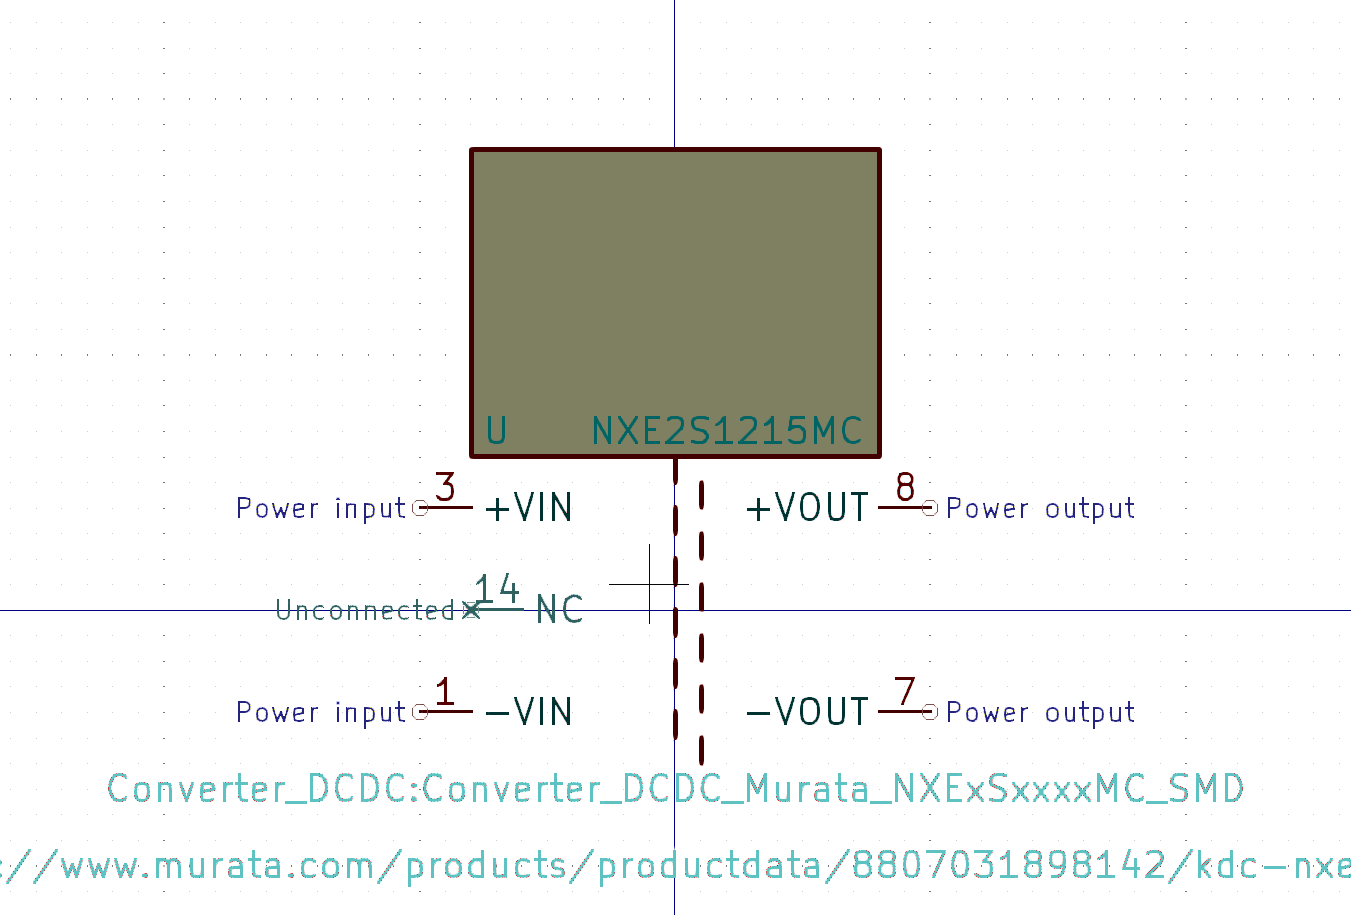 U NXE2S1215MC
Power input 3 +VIN +VOUT 8 Power output
Unconnected 14 NC
Power input 1 -VIN -VOUT 7 Power output
Converter_DCDC:Converter_DCDC_Murata_NXExSxxxxMC_SMD
://www.murata.com/products/productdata/8807031898142/kdc-nxe